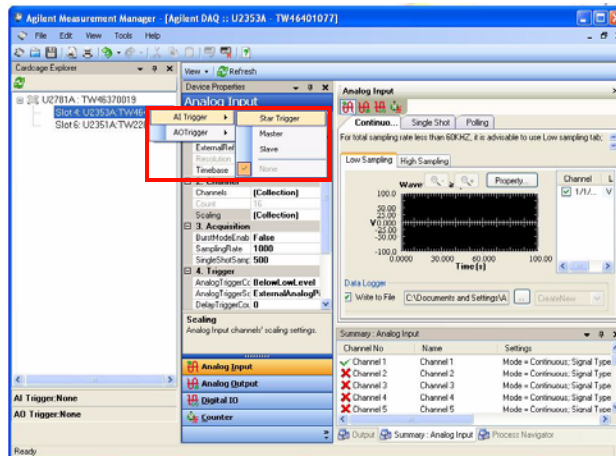 Agilent Measurement Manager - [Agilent DAQ :: U2353A - TW46401077]
File Edit View Tools Help
Cardcage Explorer
U2781A : TW46370019
Slot 4: U2353A:TW464
Slot 6: U2351A:TW22
AI Trigger:None
AO Trigger:None
Ready
View Refresh
Device Properties
Analog Input
AI Trigger
AOTrigger
Star Trigger
Master
Slave
None
ExternalRef
Resolution
Timebase
2. Channel
Channels [Collection]
Count 16
Scaling [Collection]
3. Acquisition
BurstModeEnab False
SamplingRate 1000
SingleShotSamp 500
4. Trigger
AnalogTriggerCo BelowLowLevel
AnalogTriggerSc ExternalAnalogPi
DelayTriggerCou 0
Scaling
Analog Input channels' scaling settings.
Analog Input
Analog Output
Digital IO
Counter
Analog Input
Continuo... Single Shot Polling
For total sampling rate less than 60KHZ, it is advisable to use Low sampling tab;
Low Sampling High Sampling
Wave Property...
100.0
50.00
25.00
V 0.000
-25.00
-50.00
-100.0
0.0000 30.000 60.000 100.00
Time(s)
Channel L
1/1/... V
Data Logger
Write to File C:\Documents and Settings\A ... CreateNew
Summary : Analog Input
Channel No Name Settings
Channel 1 Channel 1 Mode = Continuous; Signal Type
Channel 2 Channel 2 Mode = Continuous; Signal Type
Channel 3 Channel 3 Mode = Continuous; Signal Type
Channel 4 Channel 4 Mode = Continuous; Signal Type
Channel 5 Channel 5 Mode = Continuous; Signal Type
Output Summary : Analog Input Process Navigator